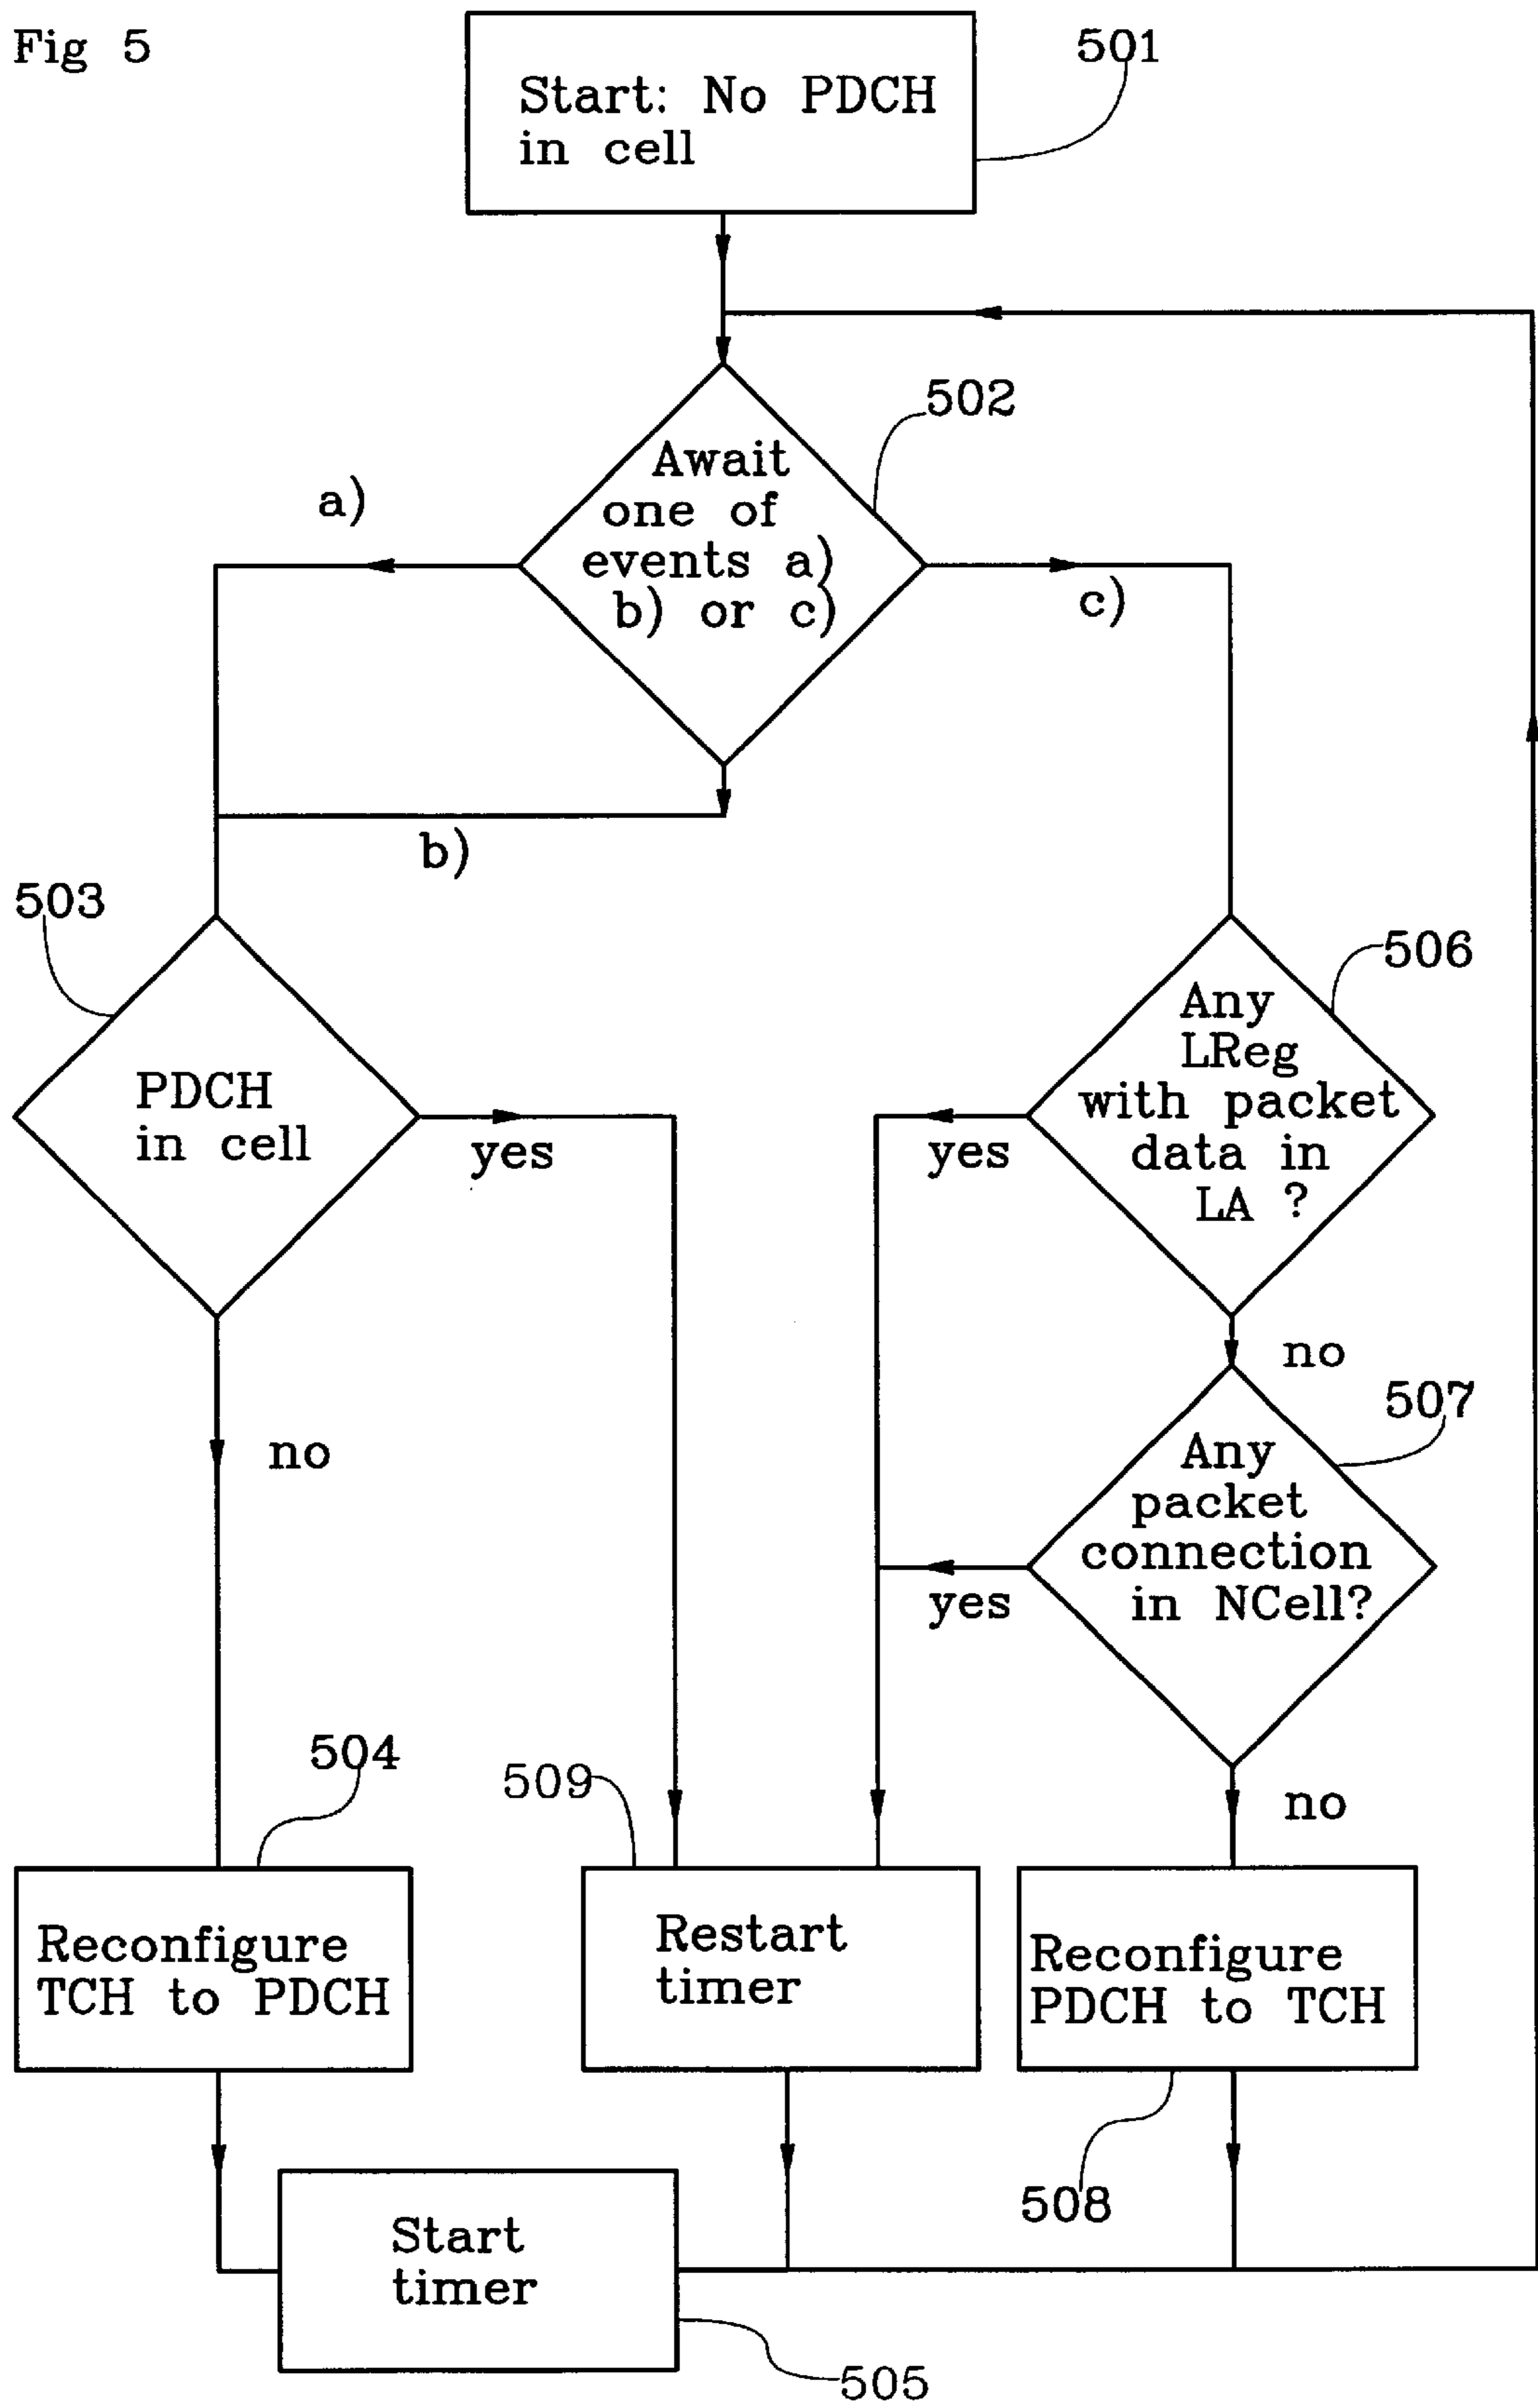 Fig 5
501
Start: No PDCH
in cell
502
Await
one of
events a)
b) or c)
a)
c)
b)
503
PDCH
in cell
yes
no
506
Any
LReg
with packet
data in
LA ?
yes
no
507
Any
packet
connection
in NCell?
yes
no
504
509
Reconfigure
TCH to PDCH
Restart
timer
Reconfigure
PDCH to TCH
508
Start
timer
505